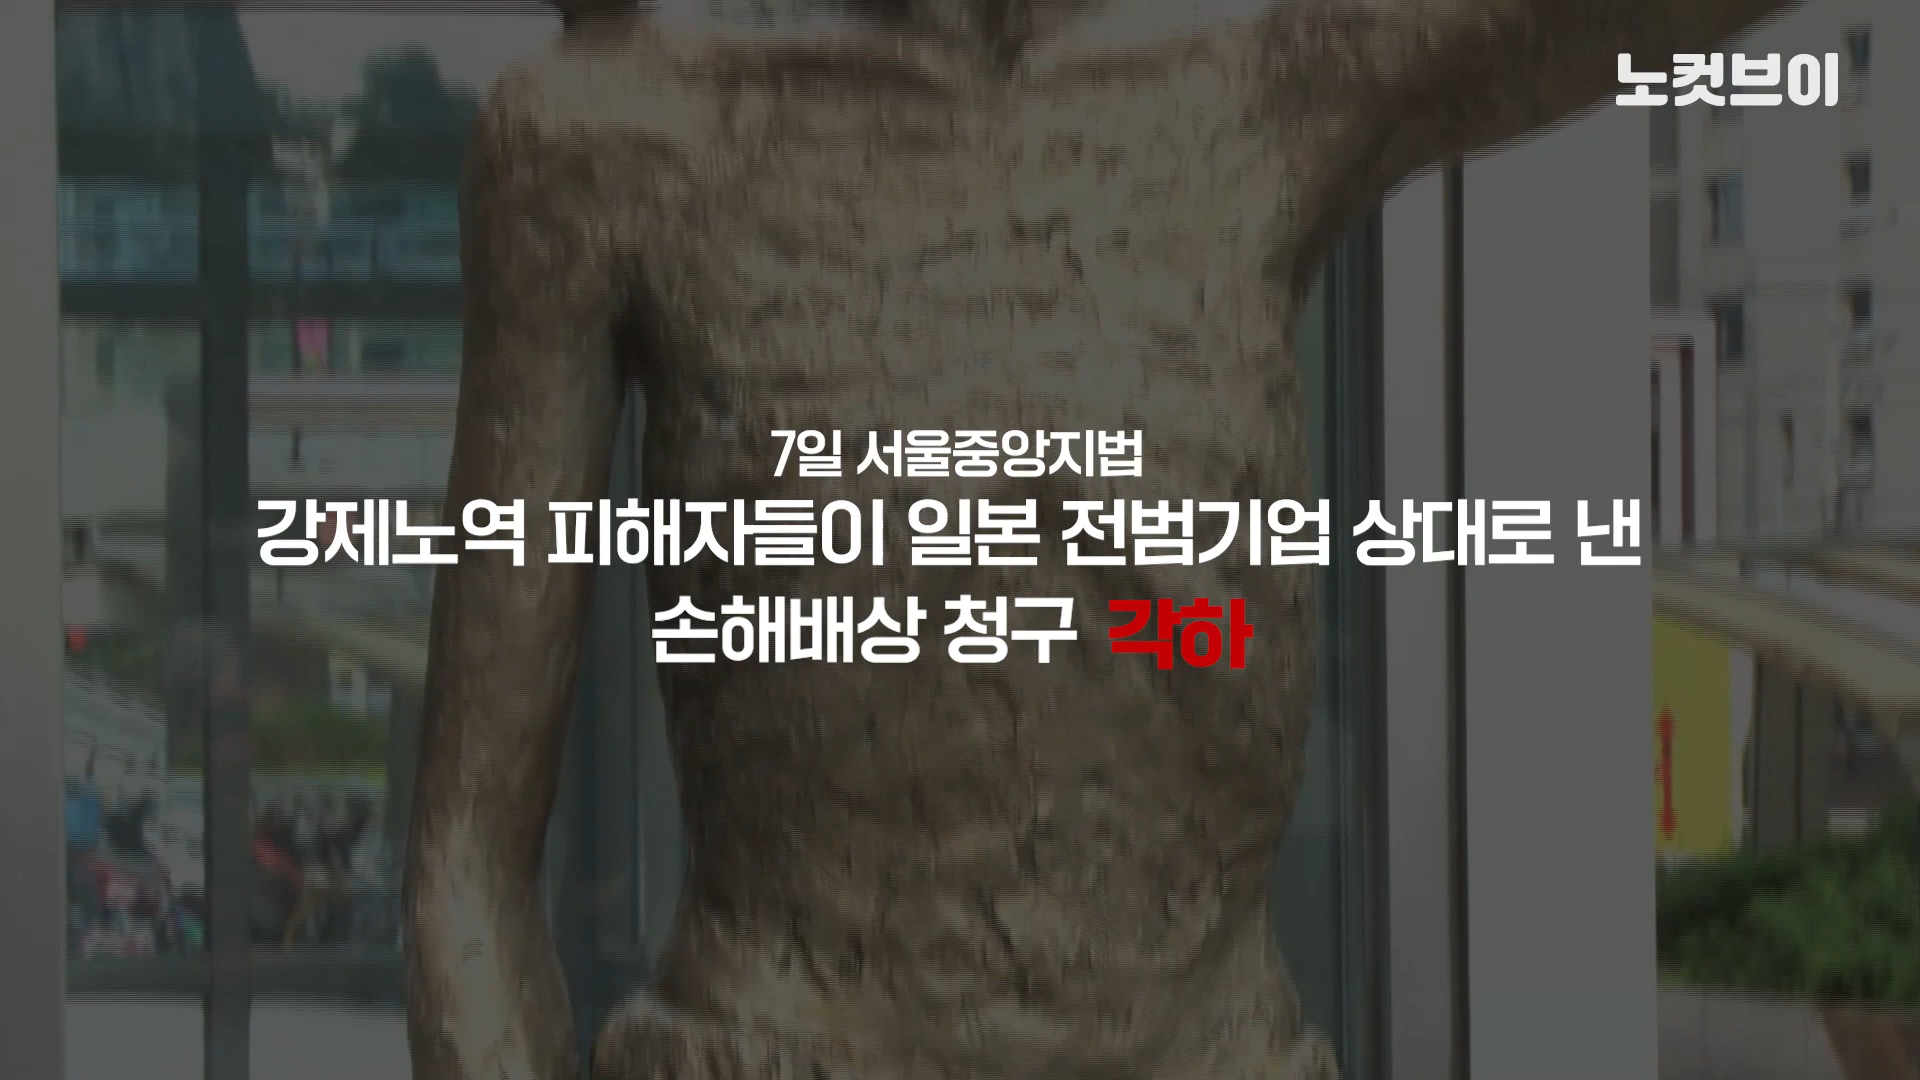 노컷브이
7일 서울중앙지법
강제노역 피해자들이 일본 전범기업 상대로 낸
손해배상 청구 각하